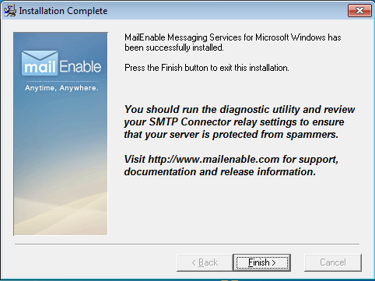 Installation Complete
MailEnable Messaging Services for Microsoft Windows has
been successfully installed.
Press the Finish button to exit this installation.
mail Enable
Anytime, Anywhere.
You should run the diagnostic utility and review
your SMTP Connector relay settings to ensure
that your server is protected from spammers.
Visit http://www.mailenable.com for support,
documentation and release information.
< Back
Finish >
Cancel